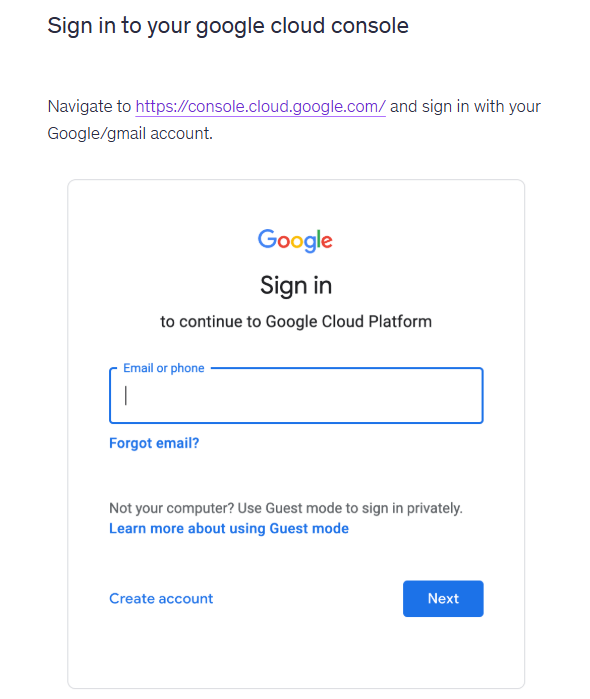 Sign in to your google cloud console
Navigate to https://console.cloud.google.com/ and sign in with your
Google/gmail account.
Google
Sign in
to continue to Google Cloud Platform
Email or phone
Forgot email?
Not your computer? Use Guest mode to sign in privately.
Learn more about using Guest mode
Create account
Next